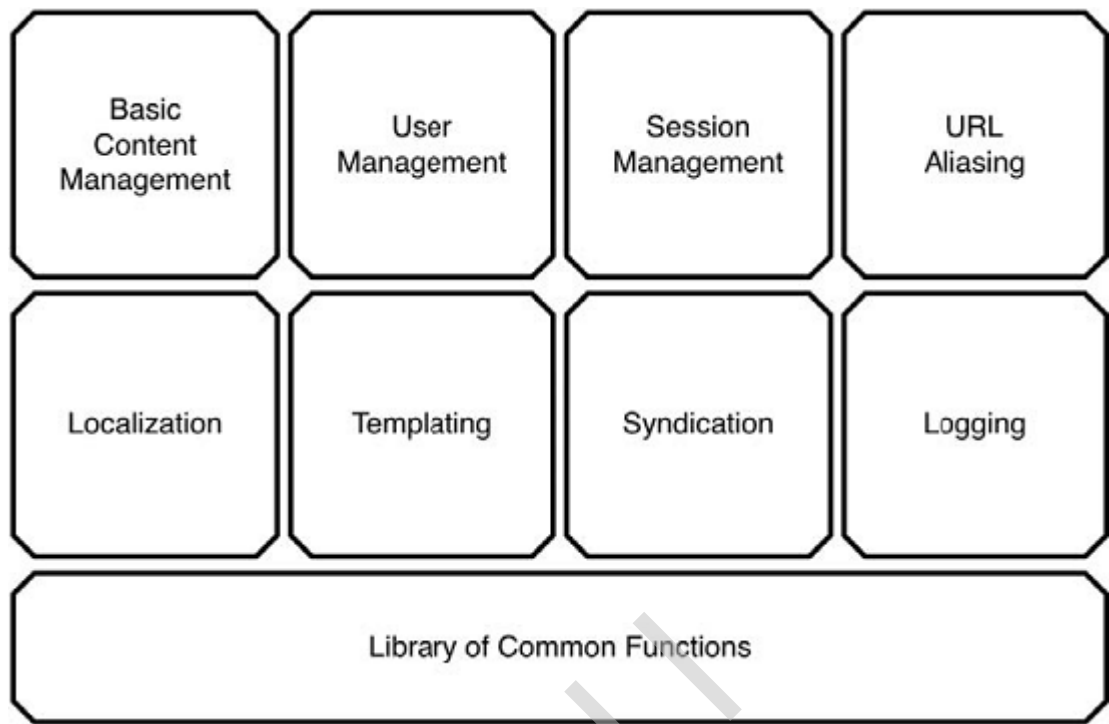 Basic
Content
Management
User
Management
Session
Management
URL
Aliasing
Localization
Templating
Syndication
Logging
Library of Common Functions